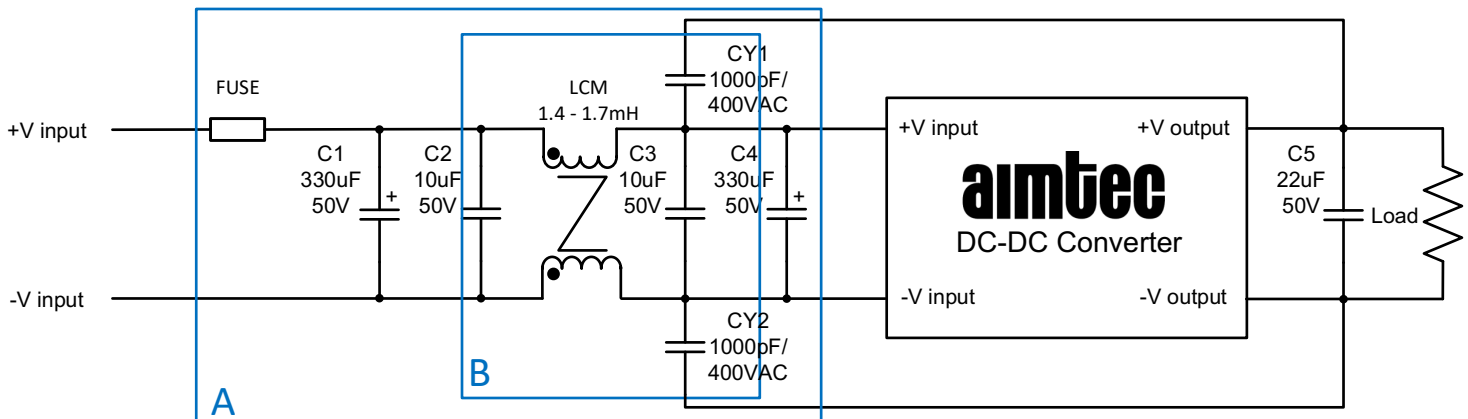 FUSE
LCM
1.4 - 1.7mH
CY1
1000pF/
400VAC
+V input
C1
330uF
50V
+
C2
10uF
50V
C3
10uF
50V
C4
330uF
50V
+
+V input
+V output
aimtec
DC-DC Converter
C5
22uF
50V
Load
-V input
-V input
-V output
CY2
1000pF/
400VAC
B
A